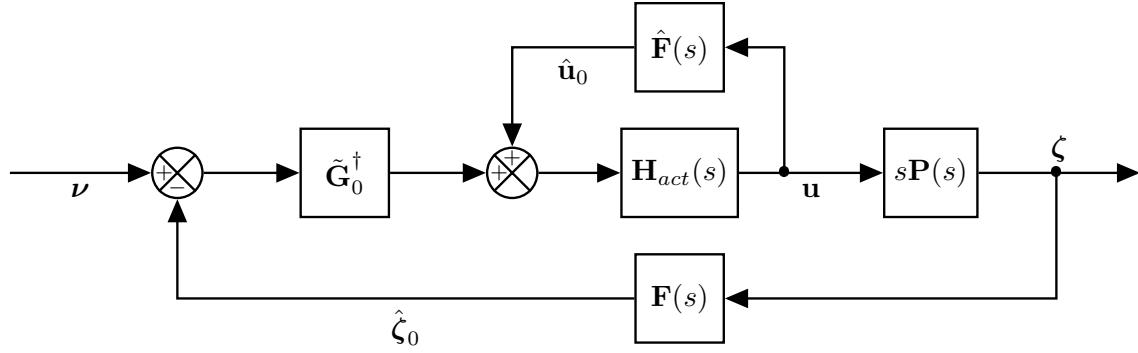 F̂(s)
û₀
+
+
−
G̃₀†
+
+
H_act(s)
sP(s)
ζ
ν
u
F(s)
ζ̂₀